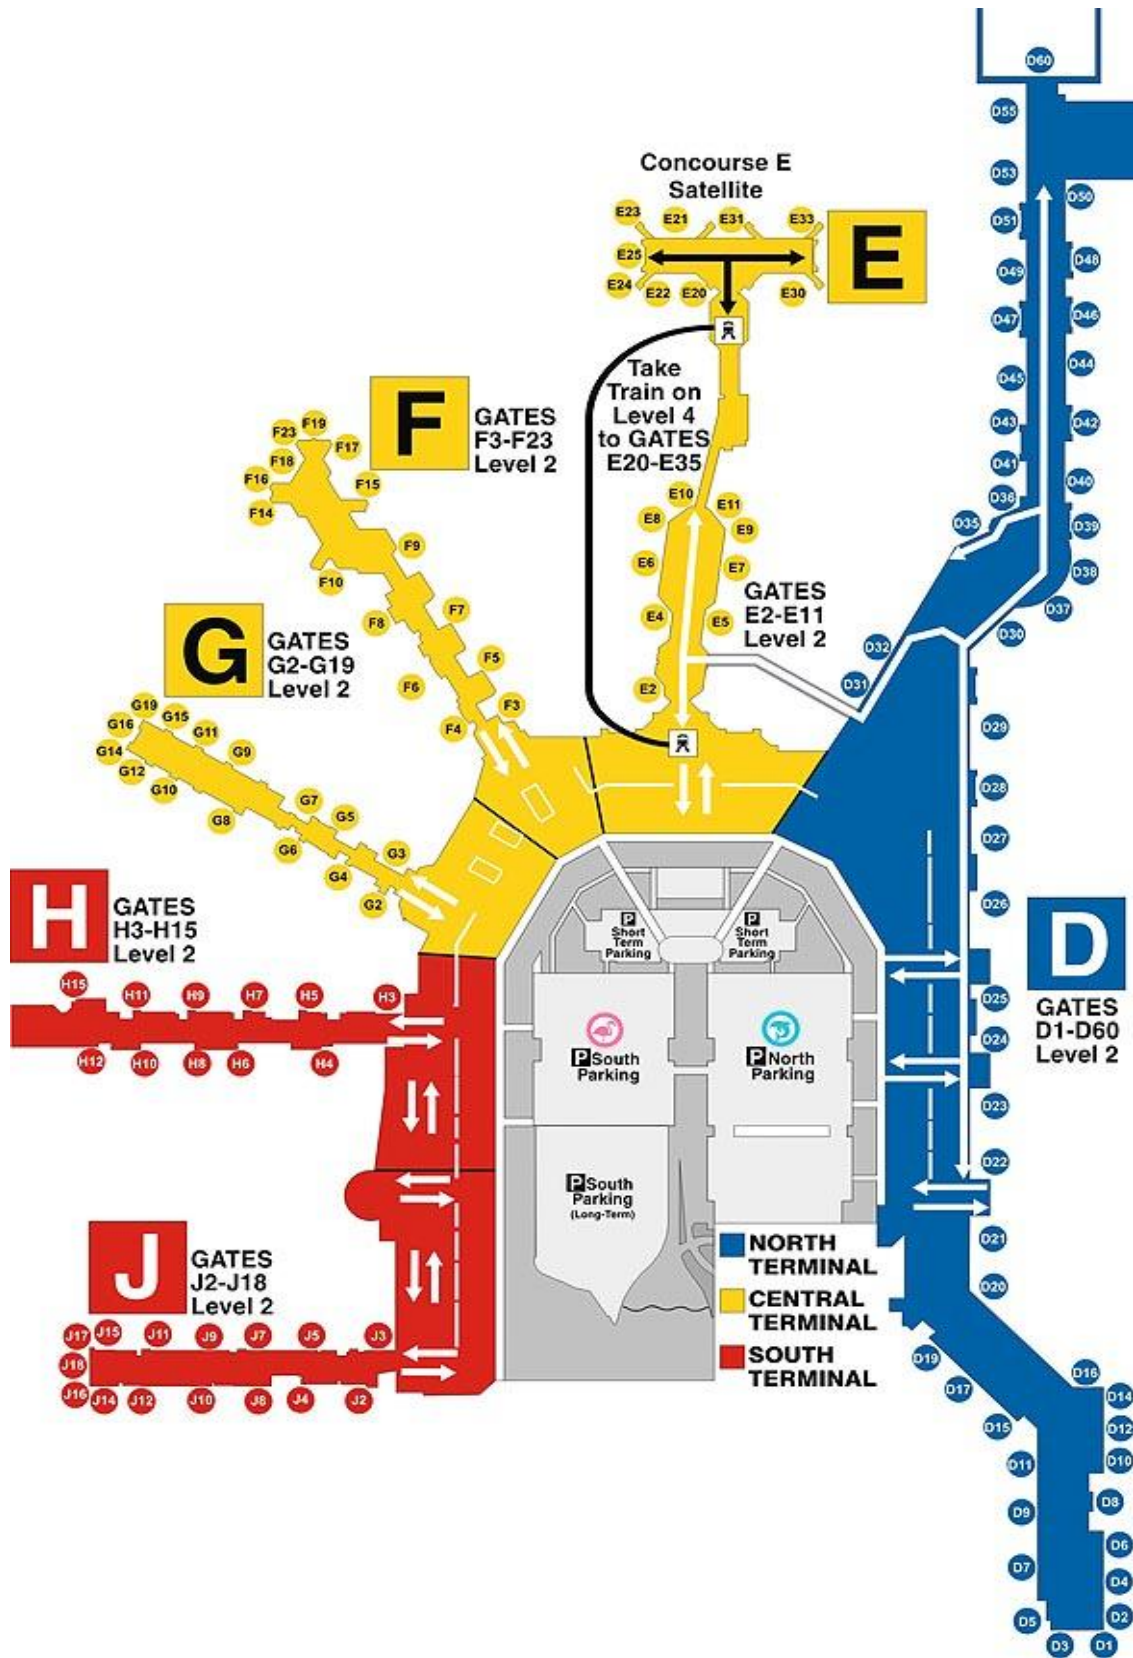 D60
D55
D53
D50
D51
D48
D49
D46
D47
D44
D45
D43
D42
D41
D40
D36
D35
D39
D38
D37
D30
D32
D31
D29
D28
D27
D26
D25
D24
D23
D22
D21
D20
D19
D17
D16
D14
D15
D12
D11
D10
D8
D9
D6
D7
D4
D5
D2
D3
D1
D
GATES
D1-D60
Level 2
Concourse E
Satellite
E23
E21
E31
E33
E25
E24
E22
E20
E30
E
Take
Train on
Level 4
to GATES
E20-E35
E10
E11
E8
E9
E6
E7
E4
E5
E2
GATES
E2-E11
Level 2
F
GATES
F3-F23
Level 2
F19
F23
F17
F18
F16
F15
F14
F9
F10
F7
F8
F5
F6
F3
F4
G
GATES
G2-G19
Level 2
G19
G16
G15
G14
G11
G12
G9
G10
G8
G7
G5
G6
G3
G4
G2
H
GATES
H3-H15
Level 2
H15
H11
H9
H7
H5
H3
H12
H10
H8
H6
H4
J
GATES
J2-J18
Level 2
J17
J15
J11
J9
J7
J5
J3
J18
J16
J14
J12
J10
J8
J4
J2
P
Short
Term
Parking
P
Short
Term
Parking
P South
Parking
P North
Parking
P South
Parking
(Long-Term)
NORTH
TERMINAL
CENTRAL
TERMINAL
SOUTH
TERMINAL